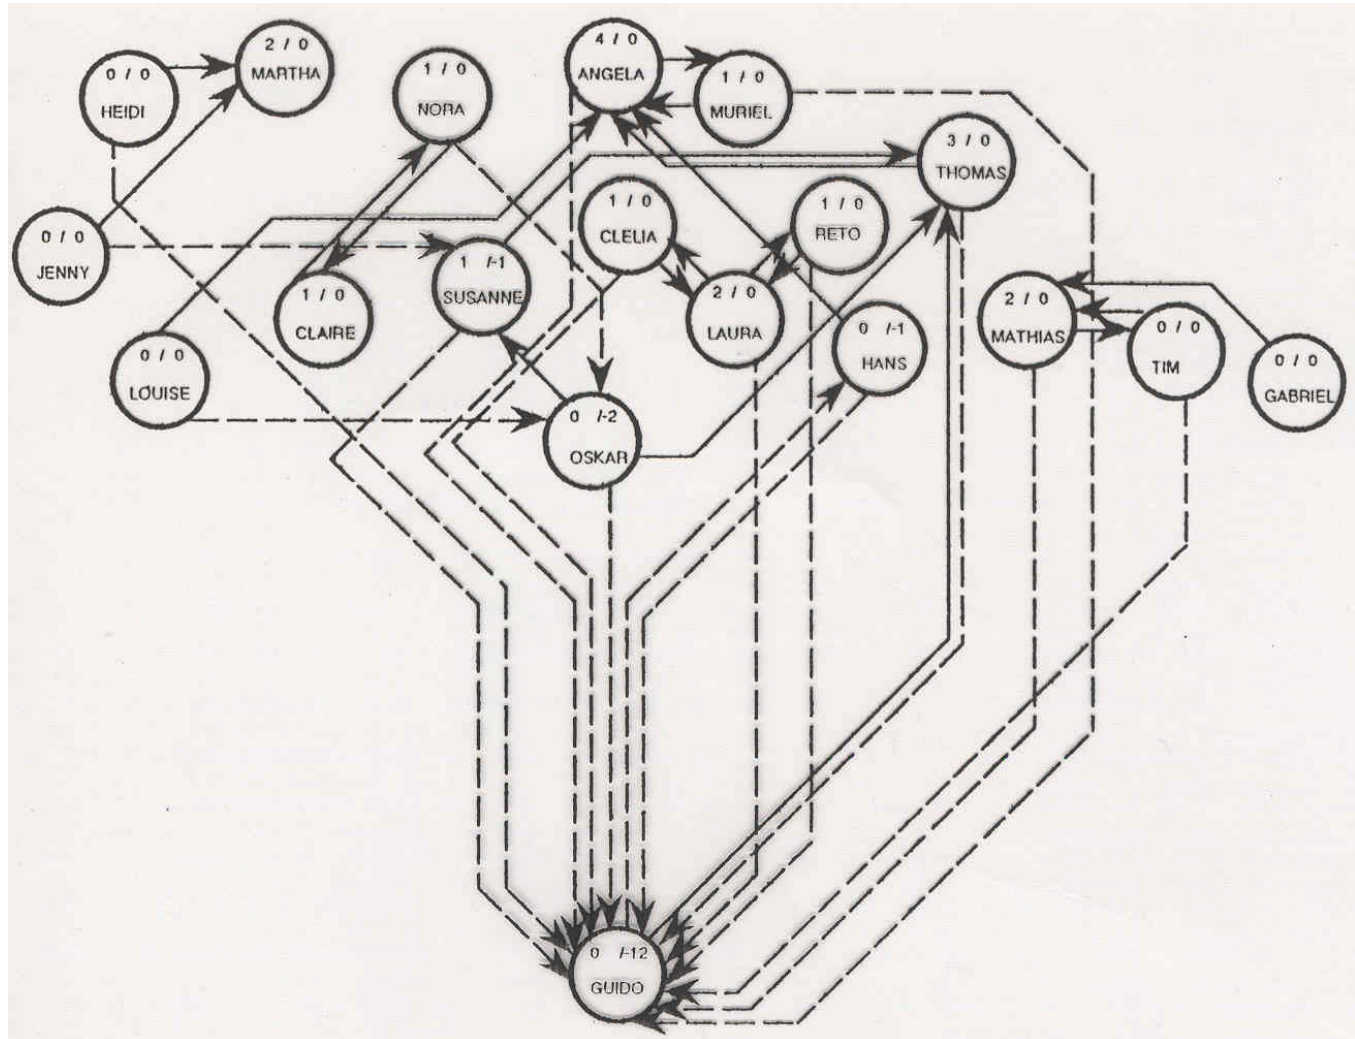 2 / 0
MARTHA
0 / 0
HEIDI
1 / 0
NORA
4 / 0
ANGELA
1 / 0
MURIEL
3 / 0
THOMAS
0 / 0
JENNY
1 /-1
SUSANNE
1 / 0
CLELIA
1 / 0
RETO
1 / 0
CLAIRE
2 / 0
LAURA
0 /-1
HANS
2 / 0
MATHIAS
0 / 0
TIM
0 / 0
GABRIEL
0 / 0
LOUISE
0 /-2
OSKAR
0 /-12
GUIDO